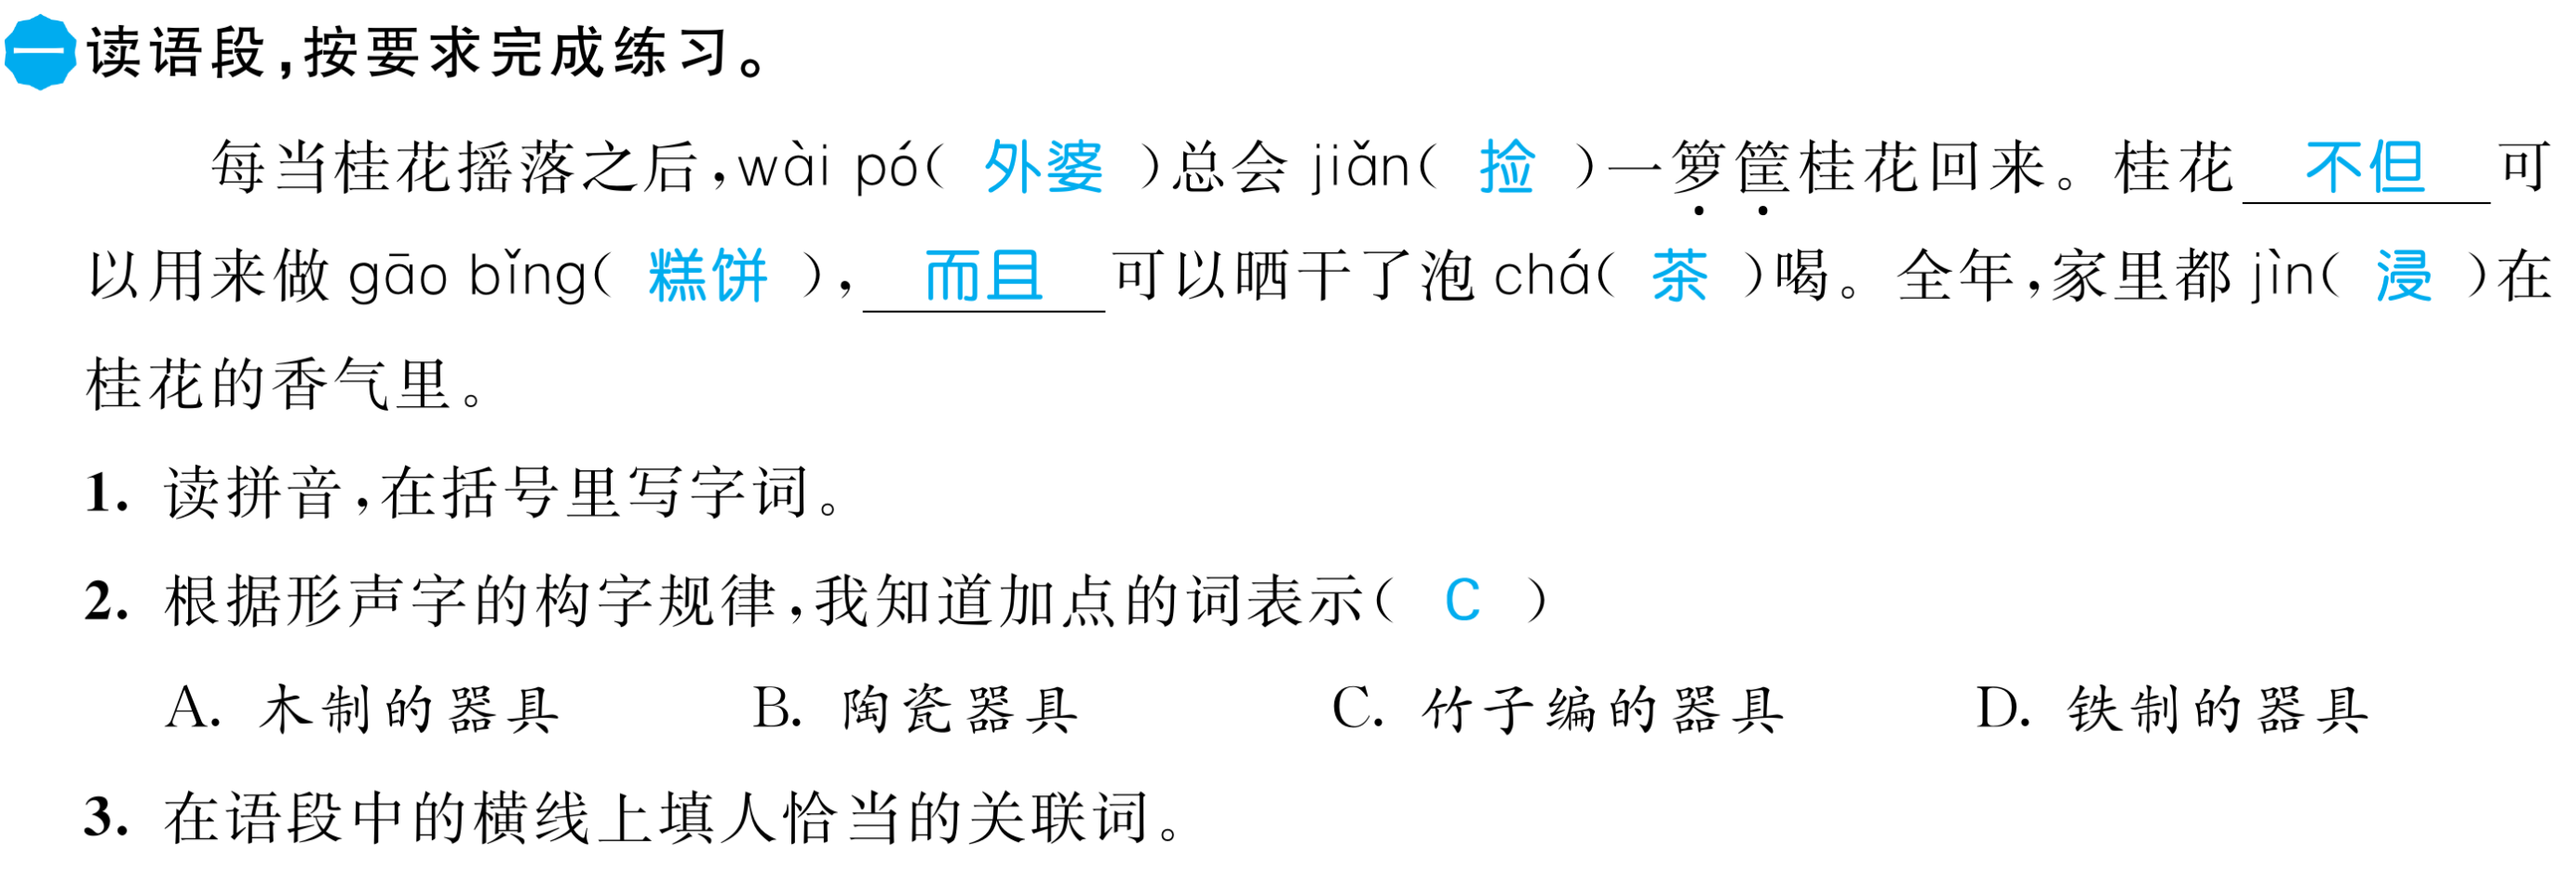 一 读语段,按要求完成练习。
每当桂花摇落之后,wài pó( 外婆 )总会 jiǎn( 捡 )一箩筐桂花回来。桂花 不但 可
以用来做 gāo bǐng( 糕饼 ), 而且 可以晒干了泡 chá( 茶 )喝。全年,家里都 jìn( 浸 )在
桂花的香气里。
1. 读拼音,在括号里写字词。
2. 根据形声字的构字规律,我知道加点的词表示( C )
A. 木制的器具 B. 陶瓷器具 C. 竹子编的器具 D. 铁制的器具
3. 在语段中的横线上填人恰当的关联词。